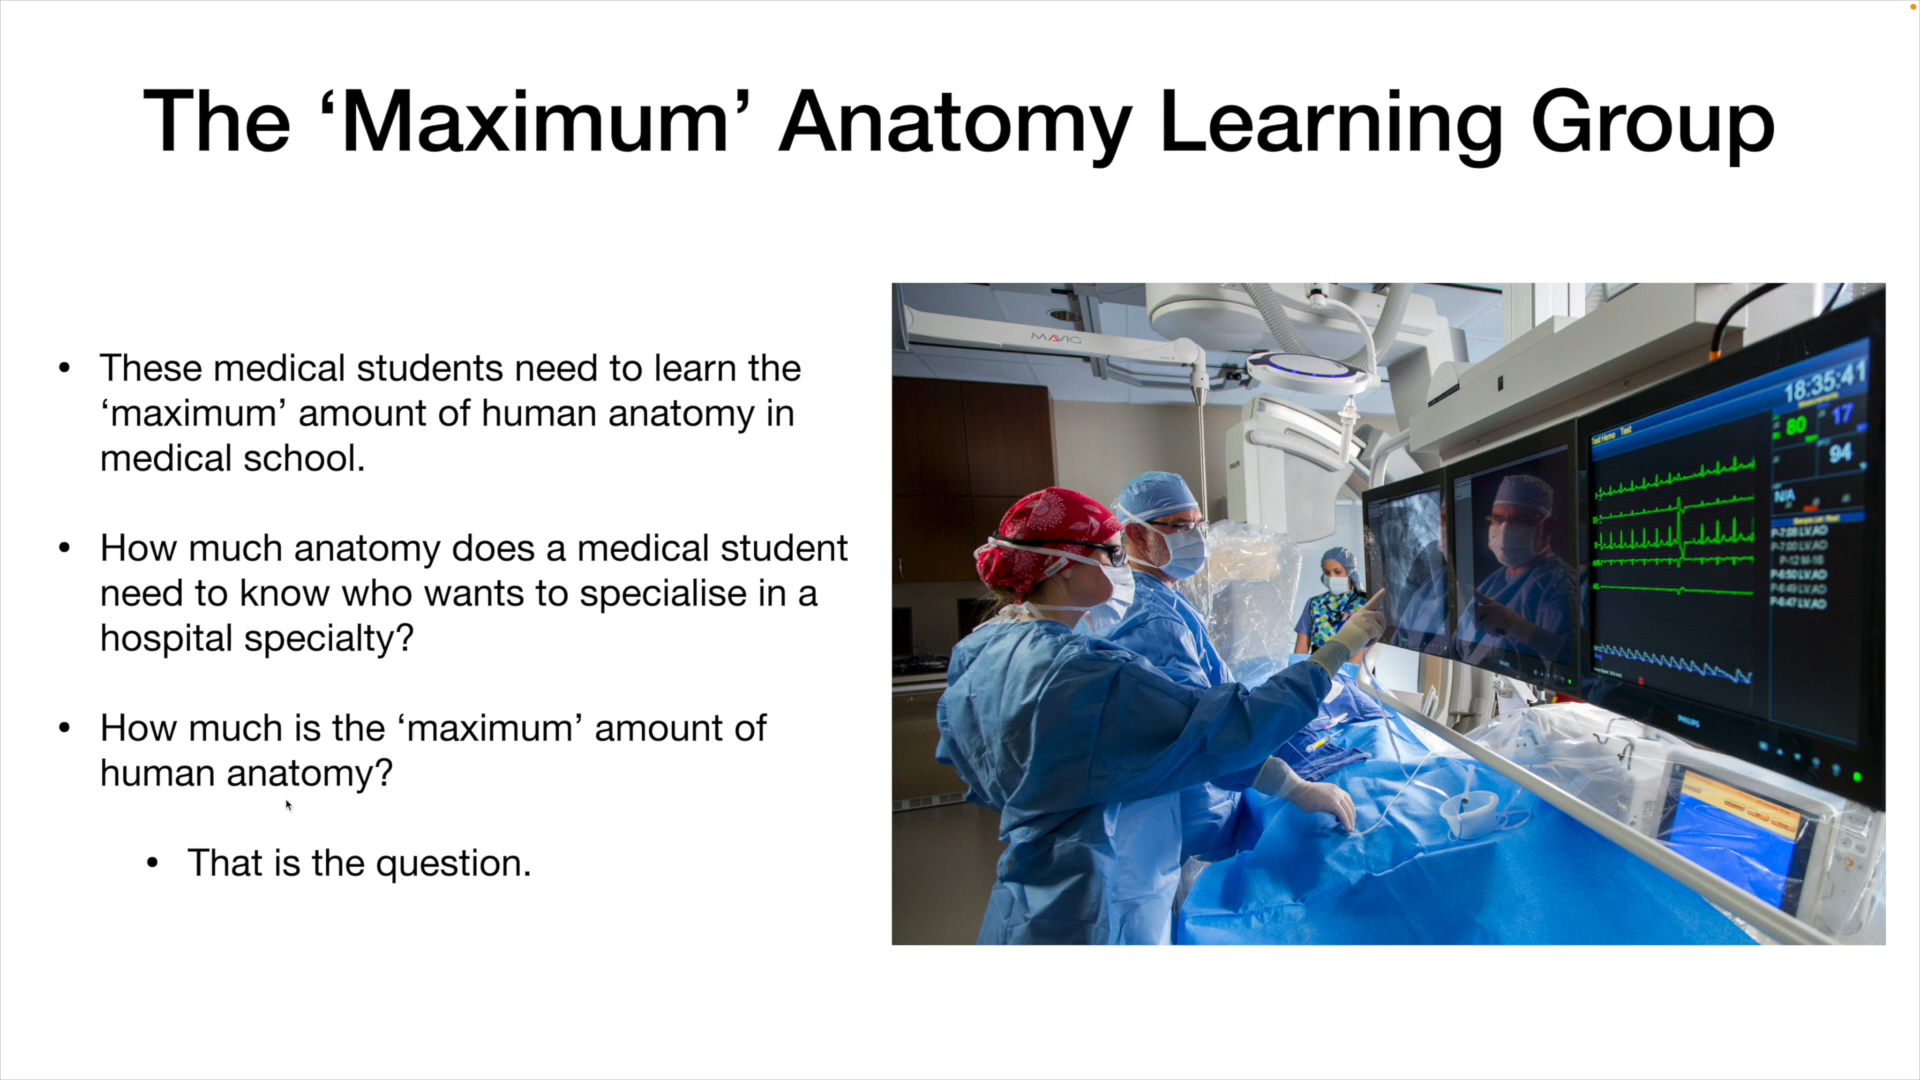 The ‘Maximum’ Anatomy Learning Group
• These medical students need to learn the
‘maximum’ amount of human anatomy in
medical school.
• How much anatomy does a medical student
need to know who wants to specialise in a
hospital specialty?
• How much is the ‘maximum’ amount of
human anatomy?
• That is the question.
MAVIG
18:35:41
80
17
94
N/A
PHILIPS